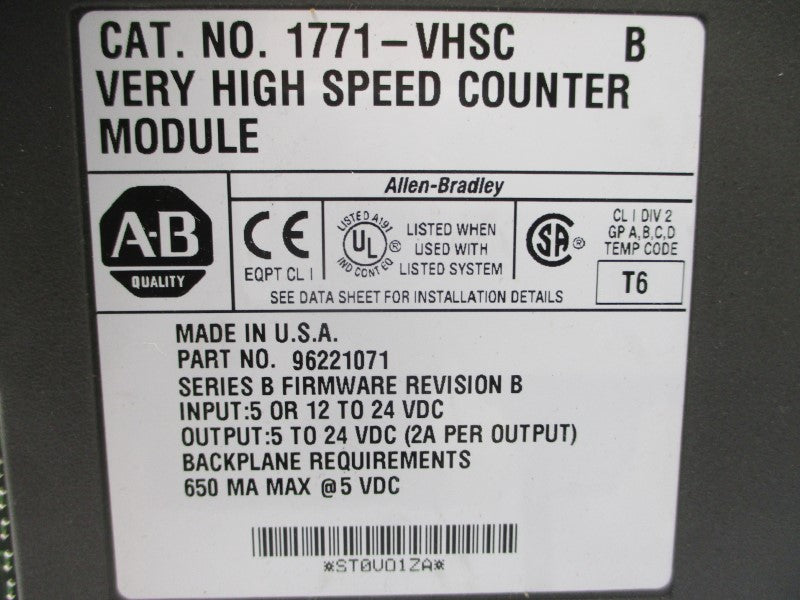 CAT. NO. 1771-VHSC B
VERY HIGH SPEED COUNTER
MODULE
Allen-Bradley
A-B
QUALITY
CE
EQPT CL I
LISTED A191
UL ®
IND CONT EQ
LISTED WHEN
USED WITH
LISTED SYSTEM
SA ®
CL I DIV 2
GP A,B,C,D
TEMP CODE
T6
SEE DATA SHEET FOR INSTALLATION DETAILS
MADE IN U.S.A.
PART NO. 96221071
SERIES B FIRMWARE REVISION B
INPUT:5 OR 12 TO 24 VDC
OUTPUT:5 TO 24 VDC (2A PER OUTPUT)
BACKPLANE REQUIREMENTS
650 MA MAX @5 VDC
*ST0V01ZA*